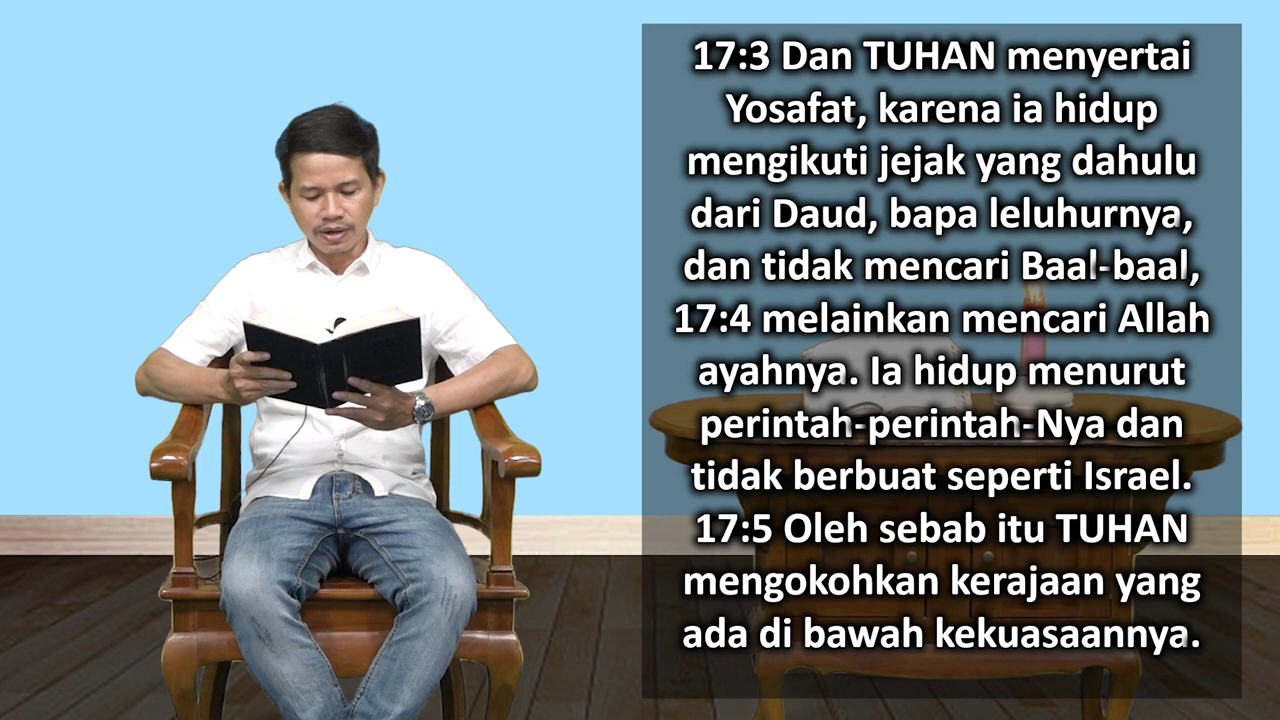 17:3 Dan TUHAN menyertai
Yosafat, karena ia hidup
mengikuti jejak yang dahulu
dari Daud, bapa leluhurnya,
dan tidak mencari Baal-baal,
17:4 melainkan mencari Allah
ayahnya. Ia hidup menurut
perintah-perintah-Nya dan
tidak berbuat seperti Israel.
17:5 Oleh sebab itu TUHAN
mengokohkan kerajaan yang
ada di bawah kekuasaannya.